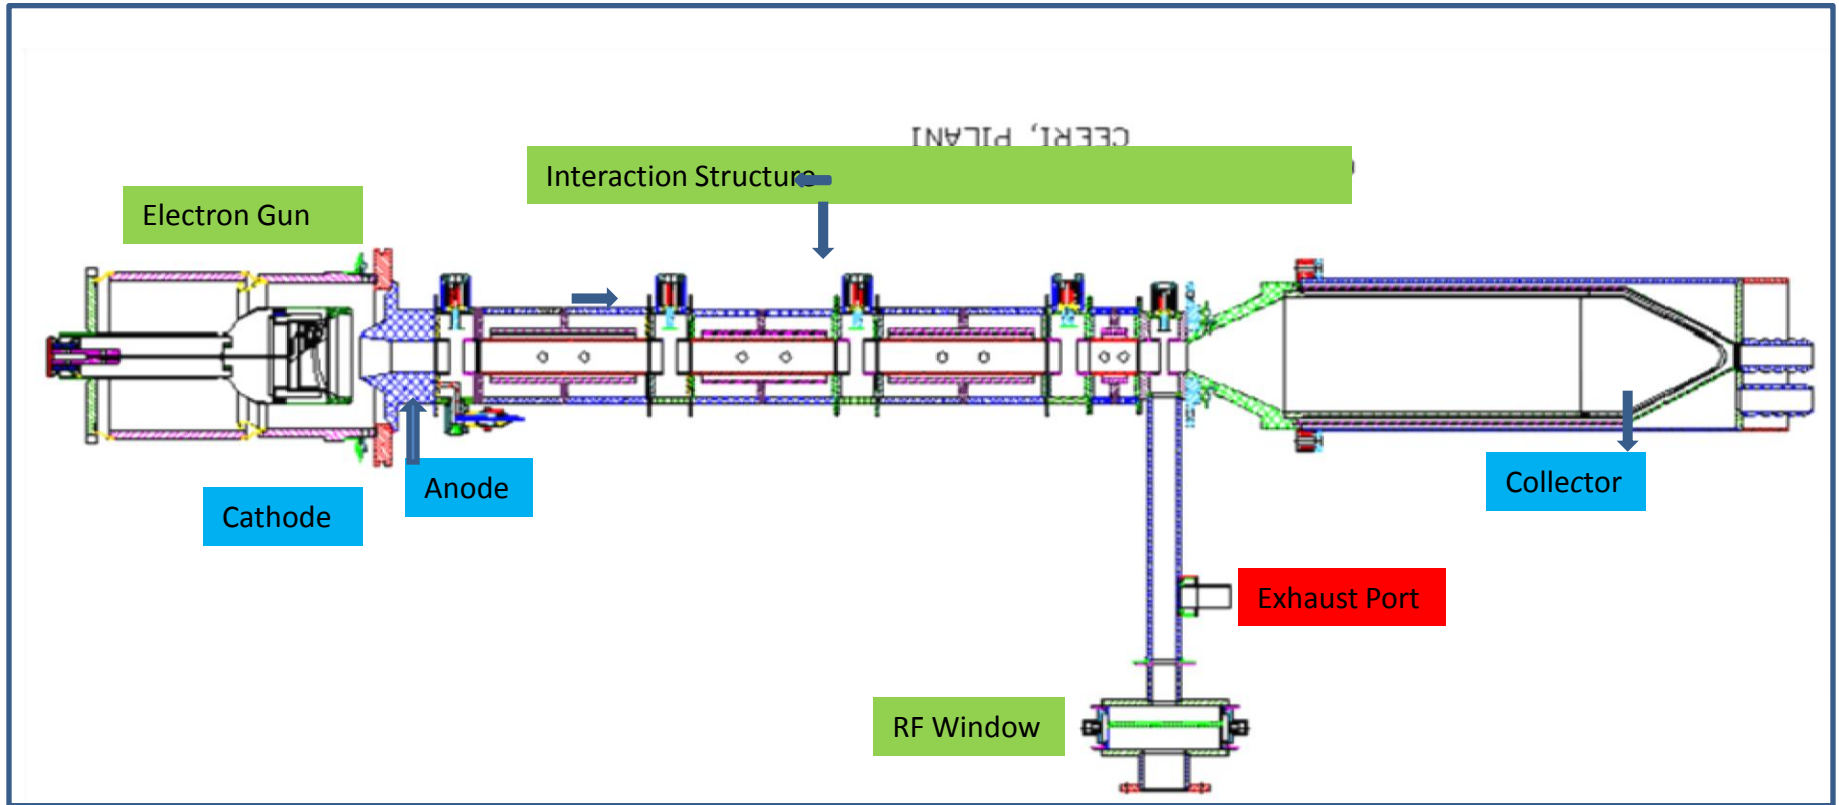 CEERI, PILANI
Interaction Structure
Electron Gun
Anode
Cathode
Collector
Exhaust Port
RF Window